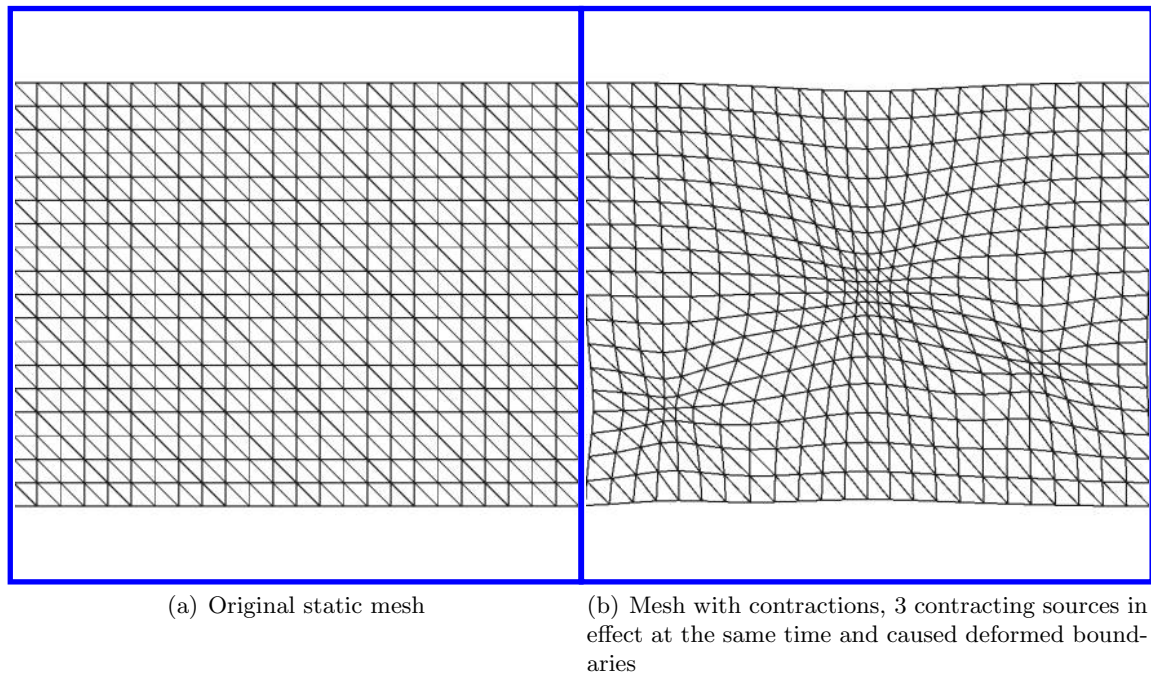 (a) Original static mesh
(b) Mesh with contractions, 3 contracting sources in
effect at the same time and caused deformed bound-
aries